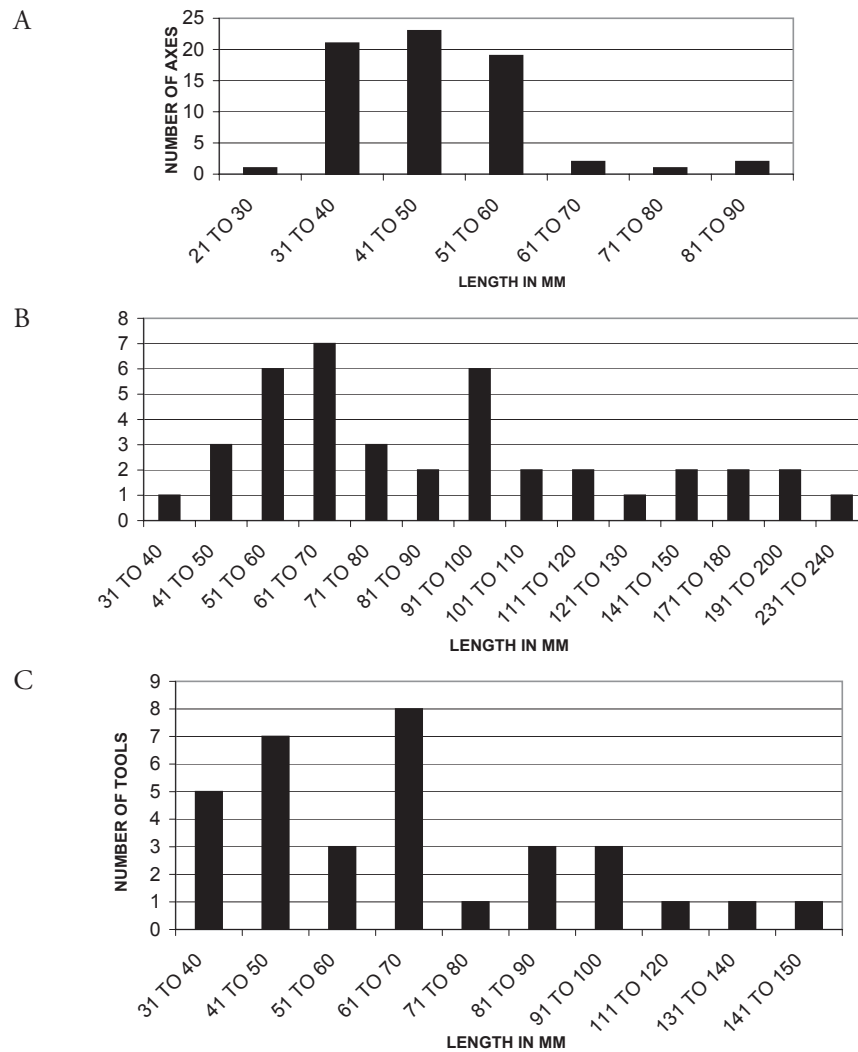 A
NUMBER OF AXES
25
20
15
10
5
0
21 TO 30
31 TO 40
41 TO 50
51 TO 60
61 TO 70
71 TO 80
81 TO 90
LENGTH IN MM
B
8
7
6
5
4
3
2
1
0
31 TO 40
41 TO 50
51 TO 60
61 TO 70
71 TO 80
81 TO 90
91 TO 100
101 TO 110
111 TO 120
121 TO 130
141 TO 150
171 TO 180
191 TO 200
231 TO 240
LENGTH IN MM
C
NUMBER OF TOOLS
9
8
7
6
5
4
3
2
1
0
31 TO 40
41 TO 50
51 TO 60
61 TO 70
71 TO 80
81 TO 90
91 TO 100
111 TO 120
131 TO 140
141 TO 150
LENGTH IN MM